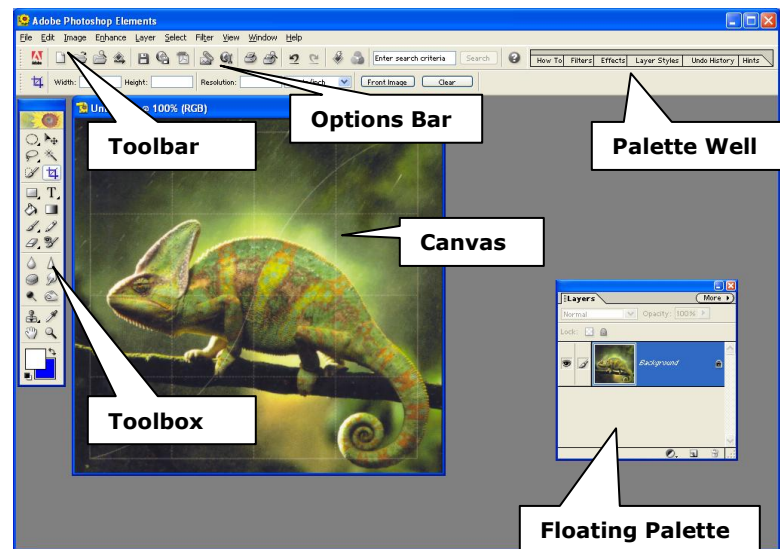 Adobe Photoshop Elements
File Edit Image Enhance Layer Select Filter View Window Help
Enter search criteria Search How To Filters Effects Layer Styles Undo History Hints
Width: Height: Resolution: Front Image Clear
@ 100% (RGB)
Toolbar
Options Bar
Palette Well
Canvas
Layers More
Normal Opacity: 100%
Lock:
Background
Toolbox
Floating Palette